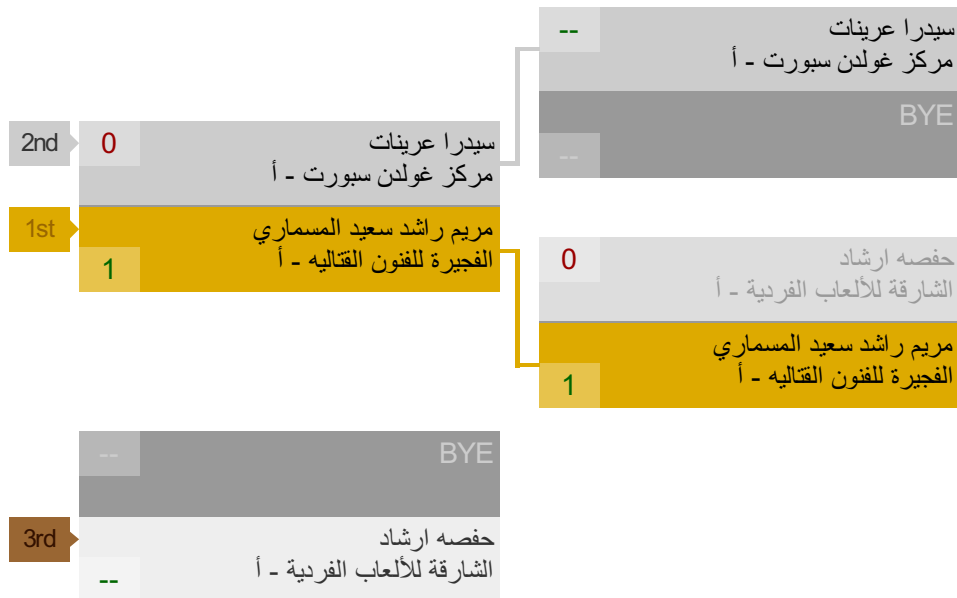 سيدرا عرينات
--
مركز غولدن سبورت - أ
BYE
--
2nd
0
سيدرا عرينات
مركز غولدن سبورت - أ
1st
مريم راشد سعيد المسماري
الفجيرة للفنون القتاليه - أ
1
حفصه ارشاد
0
الشارقة للألعاب الفردية - أ
مريم راشد سعيد المسماري
الفجيرة للفنون القتاليه - أ
1
BYE
--
3rd
حفصه ارشاد
الشارقة للألعاب الفردية - أ
--